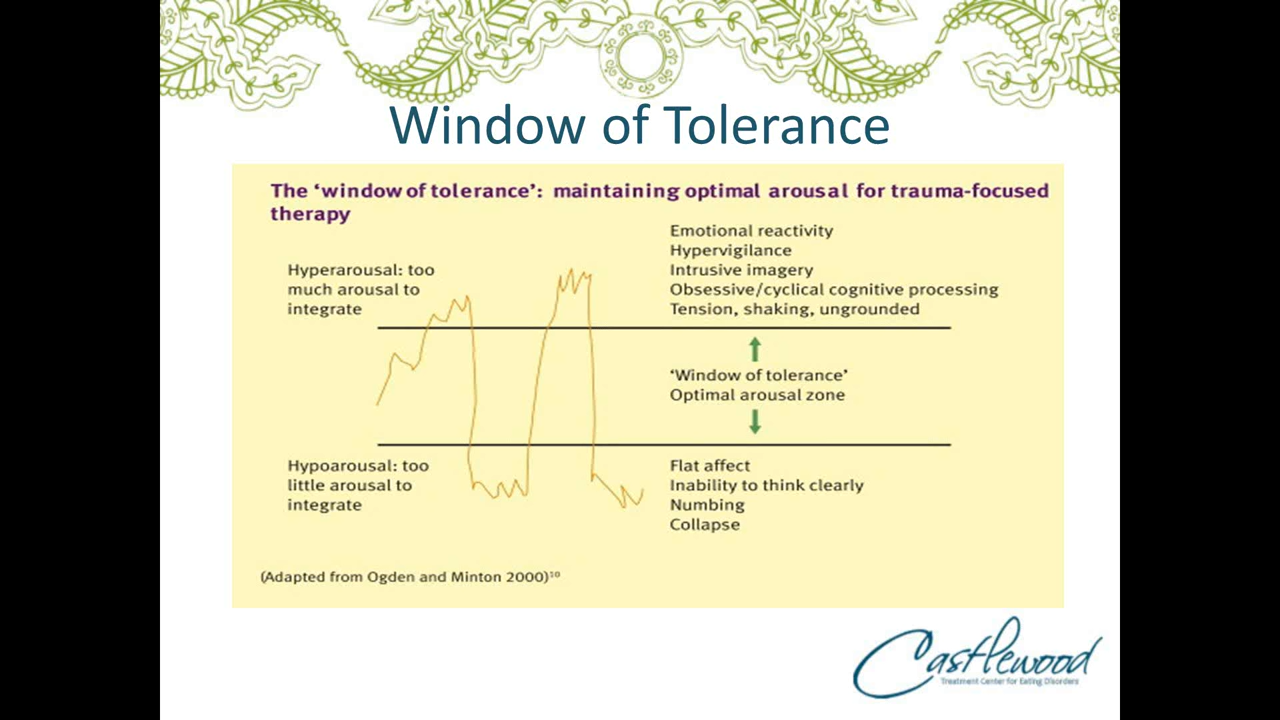 Window of Tolerance
The ‘window of tolerance’: maintaining optimal arousal for trauma-focused
therapy
Emotional reactivity
Hypervigilance
Intrusive imagery
Obsessive/cyclical cognitive processing
Tension, shaking, ungrounded
Hyperarousal: too
much arousal to
integrate
‘Window of tolerance’
Optimal arousal zone
Hypoarousal: too
little arousal to
integrate
Flat affect
Inability to think clearly
Numbing
Collapse
(Adapted from Ogden and Minton 2000)¹⁰
Castlewood
Treatment Center for Eating Disorders